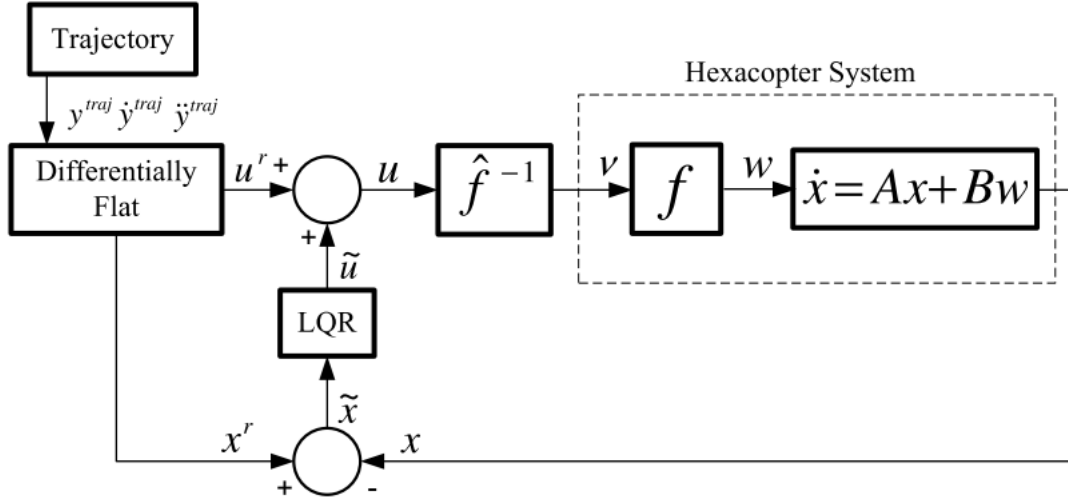 Trajectory
Hexacopter System
y^{traj} ẏ^{traj} ÿ^{traj}
Differentially
Flat
u^r +
+
u
f̂^{-1}
ν
f
w
ẋ=Ax+Bw
ũ
LQR
x̃
x^r
+
x
-